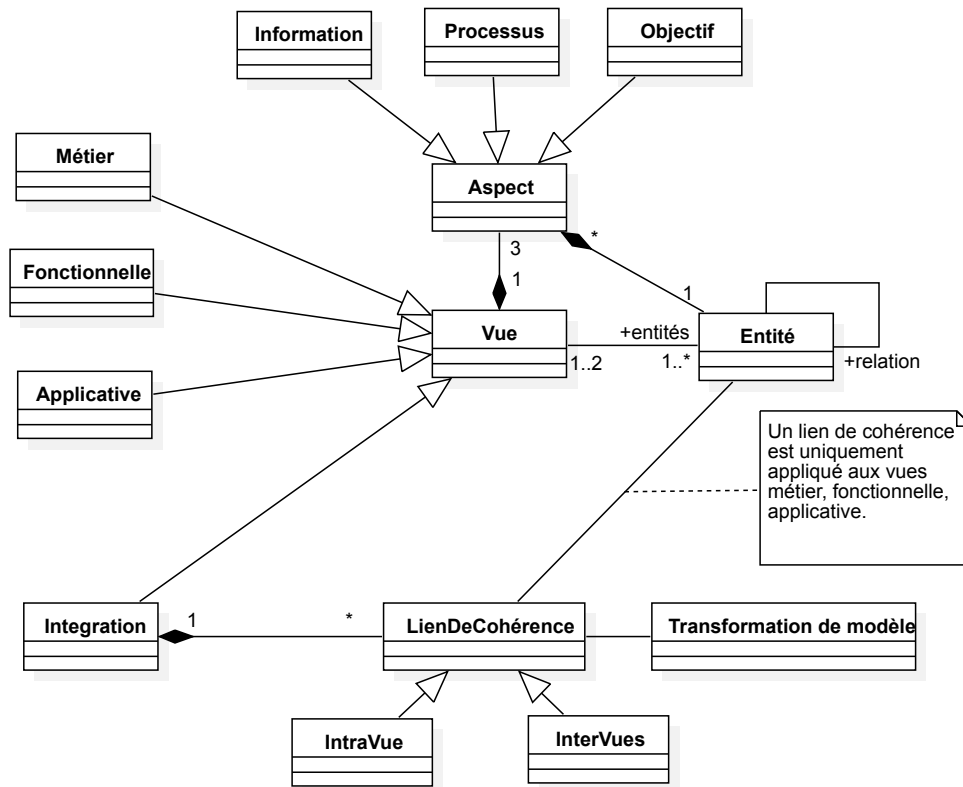 Information
Processus
Objectif
Métier
Aspect
3
*
Fonctionnelle
1
1
Vue
+entités
Entité
1..2
1..*
+relation
Applicative
Un lien de cohérence
est uniquement
appliqué aux vues
métier, fonctionnelle,
applicative.
Integration
1
*
LienDeCohérence
Transformation de modèle
IntraVue
InterVues